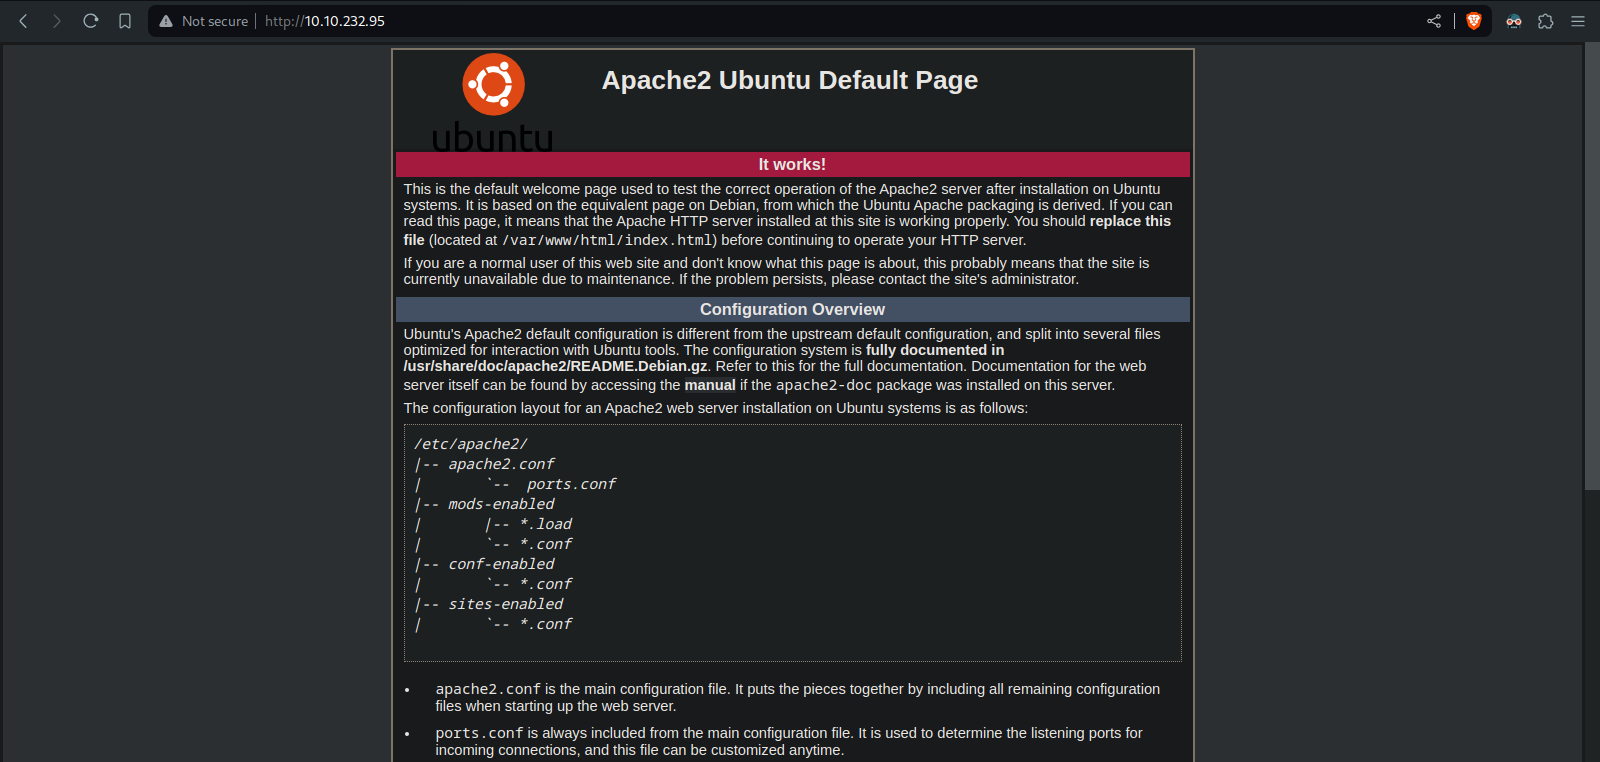 Not secure
http://10.10.232.95
ubuntu
Apache2 Ubuntu Default Page
It works!
This is the default welcome page used to test the correct operation of the Apache2 server after installation on Ubuntu
systems. It is based on the equivalent page on Debian, from which the Ubuntu Apache packaging is derived. If you can
read this page, it means that the Apache HTTP server installed at this site is working properly. You should replace this
file (located at /var/www/html/index.html) before continuing to operate your HTTP server.
If you are a normal user of this web site and don't know what this page is about, this probably means that the site is
currently unavailable due to maintenance. If the problem persists, please contact the site's administrator.
Configuration Overview
Ubuntu's Apache2 default configuration is different from the upstream default configuration, and split into several files
optimized for interaction with Ubuntu tools. The configuration system is fully documented in
/usr/share/doc/apache2/README.Debian.gz. Refer to this for the full documentation. Documentation for the web
server itself can be found by accessing the manual if the apache2-doc package was installed on this server.
The configuration layout for an Apache2 web server installation on Ubuntu systems is as follows:
/etc/apache2/
|-- apache2.conf
|       `--  ports.conf
|-- mods-enabled
|       |-- *.load
|       `-- *.conf
|-- conf-enabled
|       `-- *.conf
|-- sites-enabled
|       `-- *.conf
• apache2.conf is the main configuration file. It puts the pieces together by including all remaining configuration
files when starting up the web server.
• ports.conf is always included from the main configuration file. It is used to determine the listening ports for
incoming connections, and this file can be customized anytime.